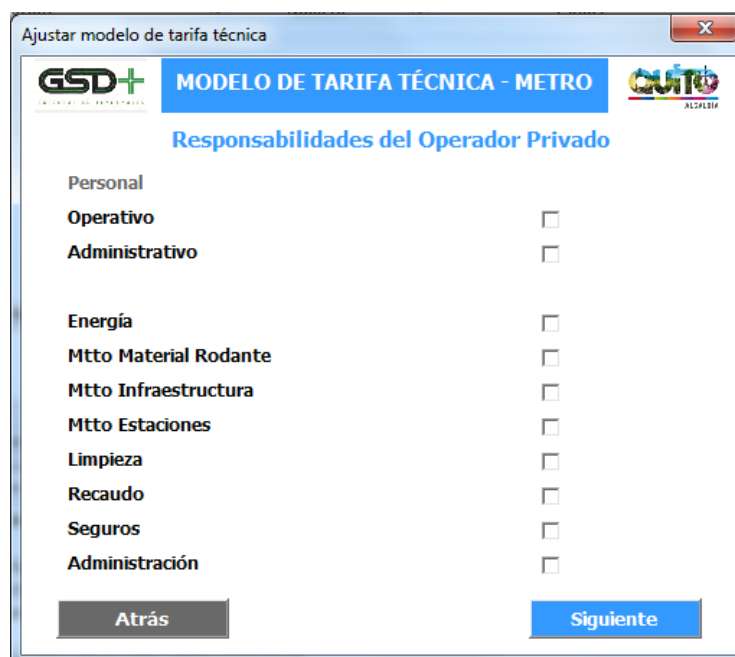 Ajustar modelo de tarifa técnica
X
GSD+
MODELO DE TARIFA TÉCNICA - METRO
QUITO
ALCALDÍA
Responsabilidades del Operador Privado
Personal
Operativo
Administrativo
Energía
Mtto Material Rodante
Mtto Infraestructura
Mtto Estaciones
Limpieza
Recaudo
Seguros
Administración
Atrás
Siguiente